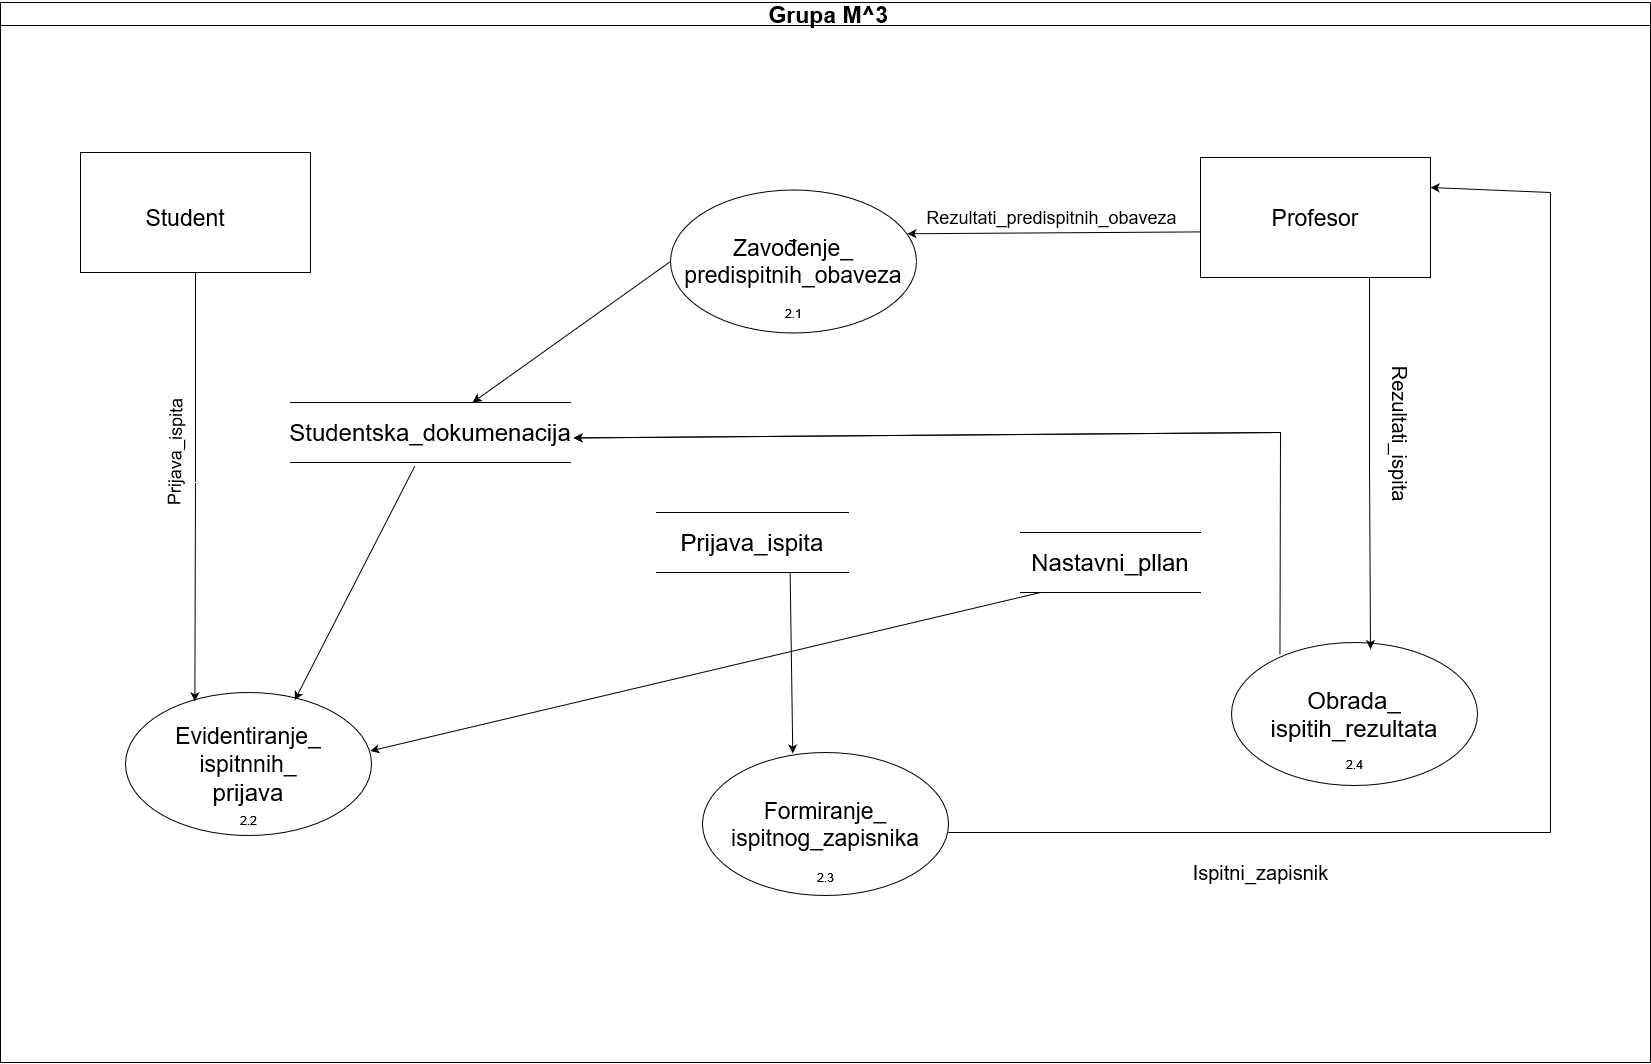 Grupa M^3
Student
Profesor
Rezultati_predispitnih_obaveza
Zavođenje_
predispitnih_obaveza
2.1
Prijava_ispita
Rezultati_ispita
Studentska_dokumenacija
Prijava_ispita
Nastavni_pllan
Evidentiranje_
ispitnnih_
prijava
2.2
Obrada_
ispitih_rezultata
2.4
Formiranje_
ispitnog_zapisnika
2.3
Ispitni_zapisnik